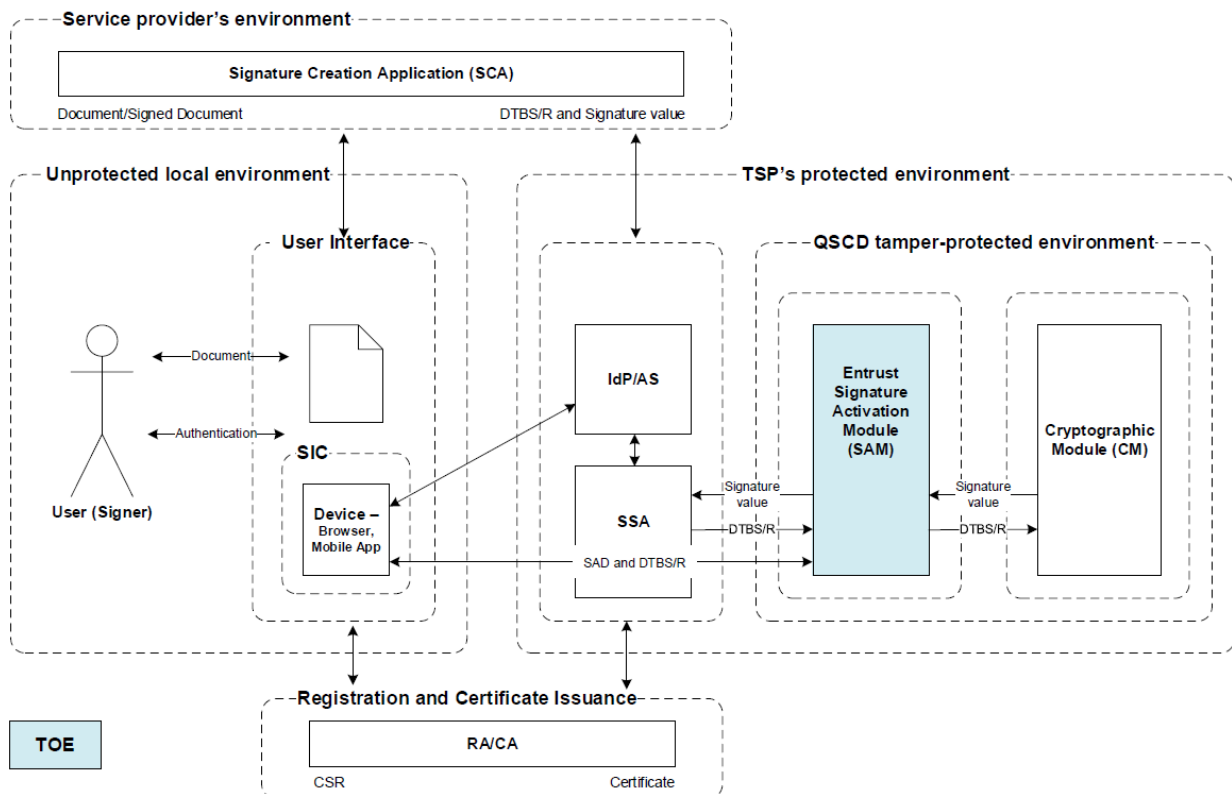 Service provider's environment
Signature Creation Application (SCA)
Document/Signed Document
DTBS/R and Signature value
Unprotected local environment
TSP's protected environment
User Interface
QSCD tamper-protected environment
Document
Authentication
User (Signer)
SIC
Device –
Browser,
Mobile App
IdP/AS
SSA
Signature
value
DTBS/R
SAD and DTBS/R
Entrust
Signature
Activation
Module
(SAM)
Signature
value
DTBS/R
Cryptographic
Module (CM)
Registration and Certificate Issuance
RA/CA
CSR
Certificate
TOE